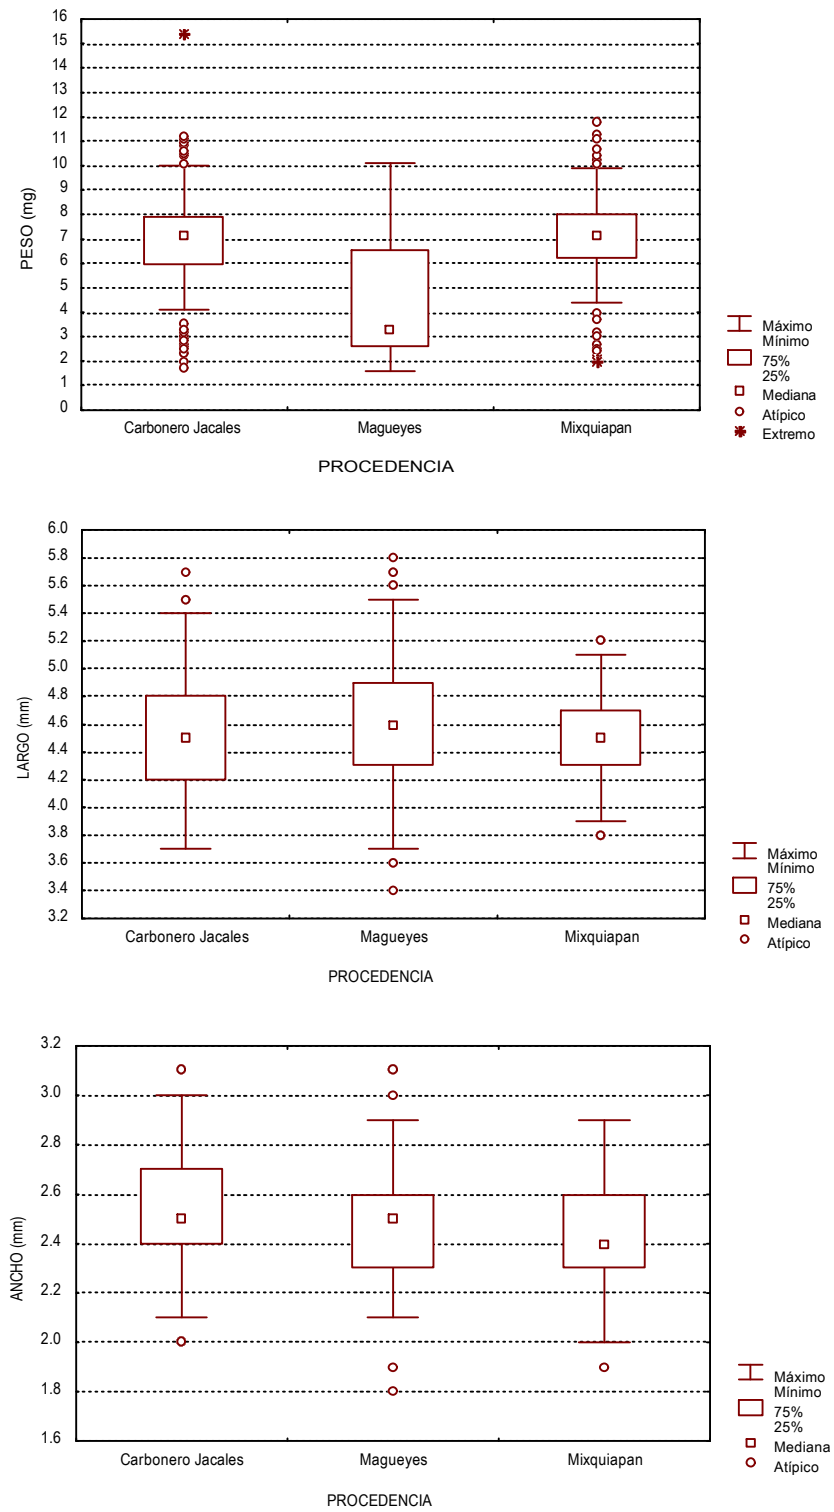 16
15
14
13
12
11
10
9
8
7
6
5
4
3
2
1
0
PESO (mg)
Carbonero Jacales Magueyes Mixquiapan
PROCEDENCIA
Máximo
Mínimo
75%
25%
Mediana
Atípico
Extremo
6.0
5.8
5.6
5.4
5.2
5.0
4.8
4.6
4.4
4.2
4.0
3.8
3.6
3.4
3.2
LARGO (mm)
Carbonero Jacales Magueyes Mixquiapan
PROCEDENCIA
Máximo
Mínimo
75%
25%
Mediana
Atípico
3.2
3.0
2.8
2.6
2.4
2.2
2.0
1.8
1.6
ANCHO (mm)
Carbonero Jacales Magueyes Mixquiapan
PROCEDENCIA
Máximo
Mínimo
75%
25%
Mediana
Atípico